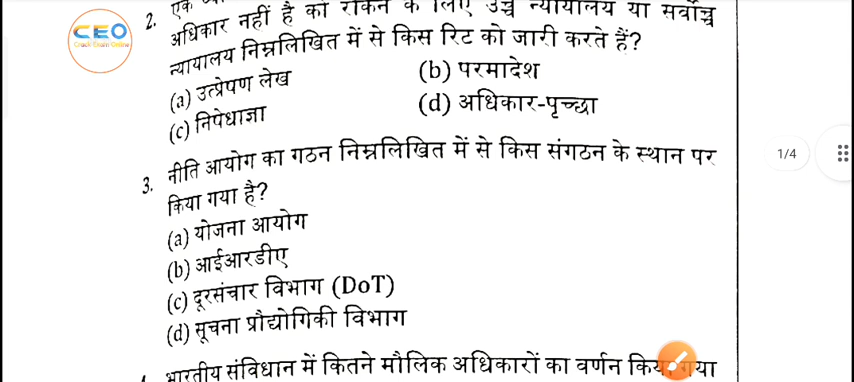 CEO
Crack Exam Online
2. एक
अधिकार नहीं है को रोकने के लिए उच्च न्यायालय या सर्वोच्च
न्यायालय निम्नलिखित में से किस रिट को जारी करते हैं?
(a) उत्प्रेषण लेख
(b) परमादेश
(c) निषेधाज्ञा
(d) अधिकार-पृच्छा
3. नीति आयोग का गठन निम्नलिखित में से किस संगठन के स्थान पर
किया गया है?
(a) योजना आयोग
(b) आईआरडीए
(c) दूरसंचार विभाग (DoT)
(d) सूचना प्रौद्योगिकी विभाग
भारतीय संविधान में कितने मौलिक अधिकारों का वर्णन किया गया
1/4